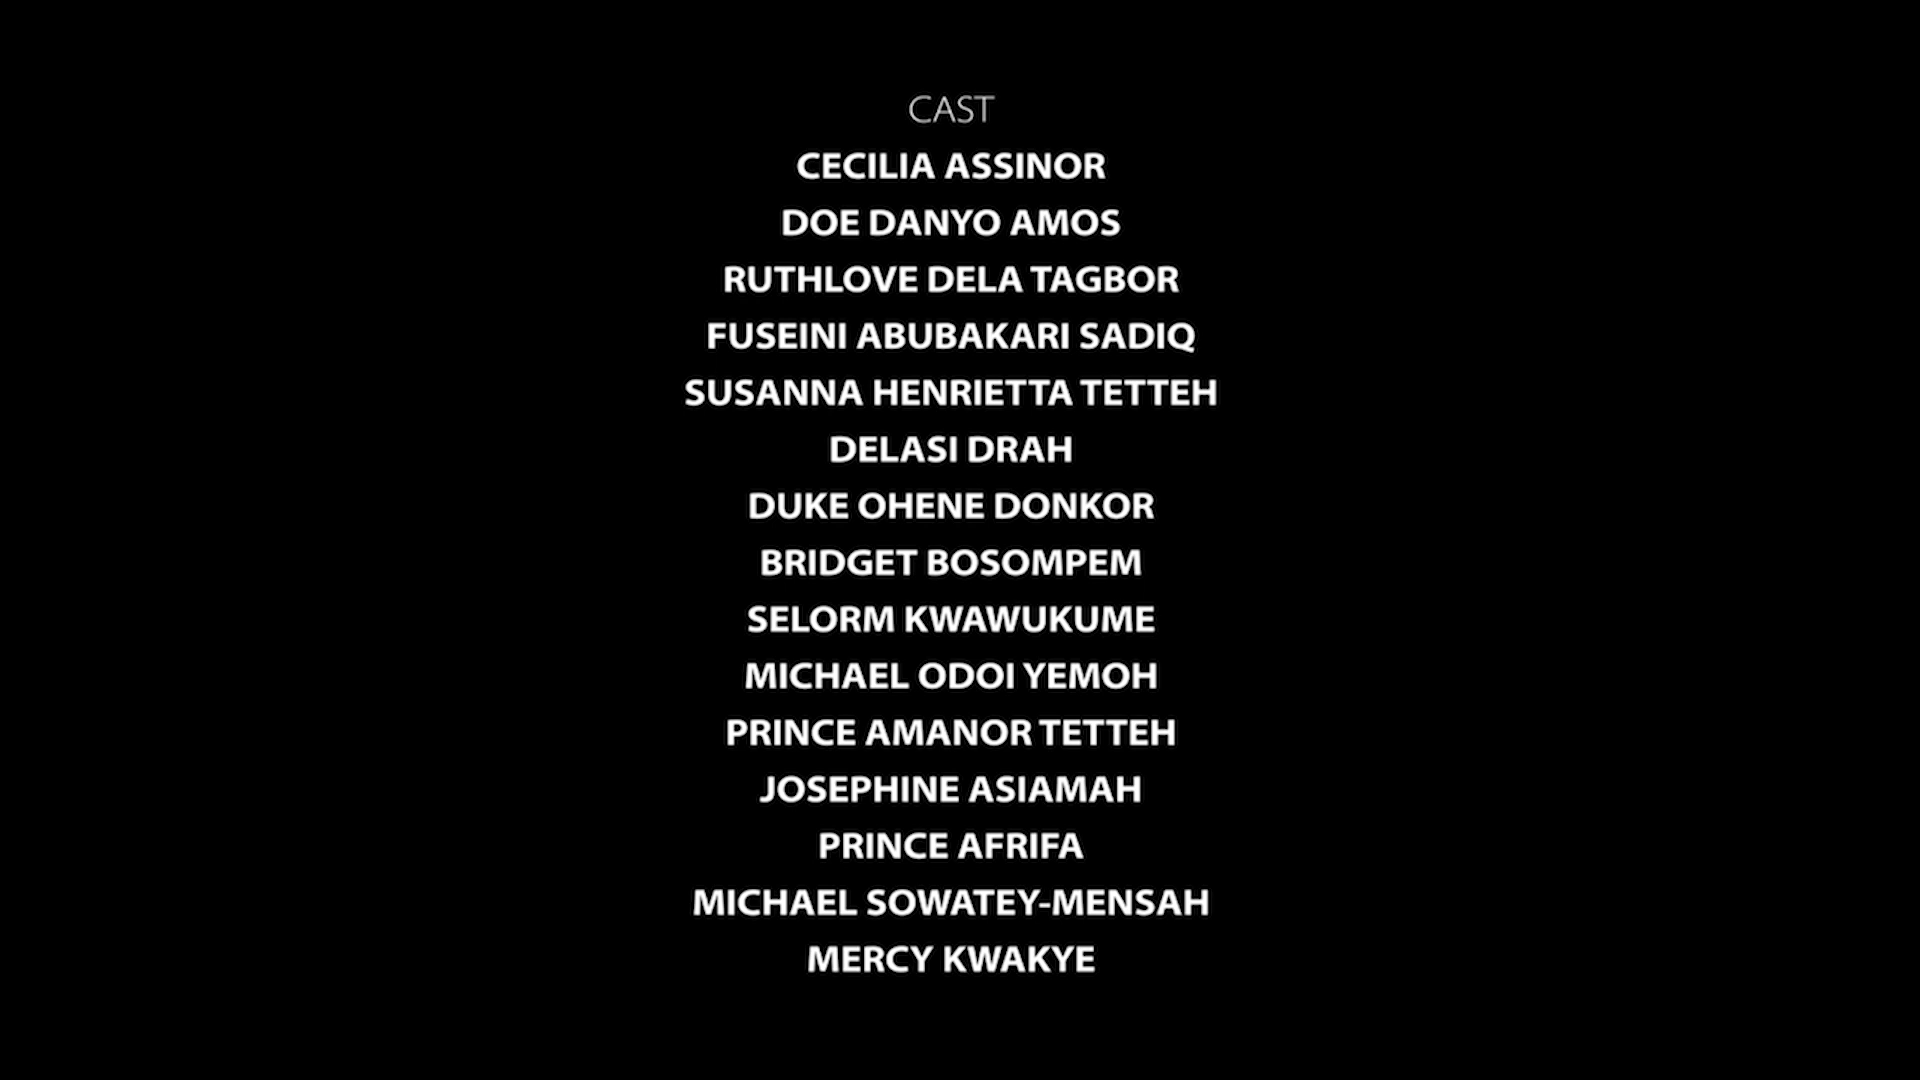 CAST
CECILIA ASSINOR
DOE DANYO AMOS
RUTHLOVE DELA TAGBOR
FUSEINI ABUBAKARI SADIQ
SUSANNA HENRIETTA TETTEH
DELASI DRAH
DUKE OHENE DONKOR
BRIDGET BOSOMPEM
SELORM KWAWUKUME
MICHAEL ODOI YEMOH
PRINCE AMANOR TETTEH
JOSEPHINE ASIAMAH
PRINCE AFRIFA
MICHAEL SOWATEY-MENSAH
MERCY KWAKYE